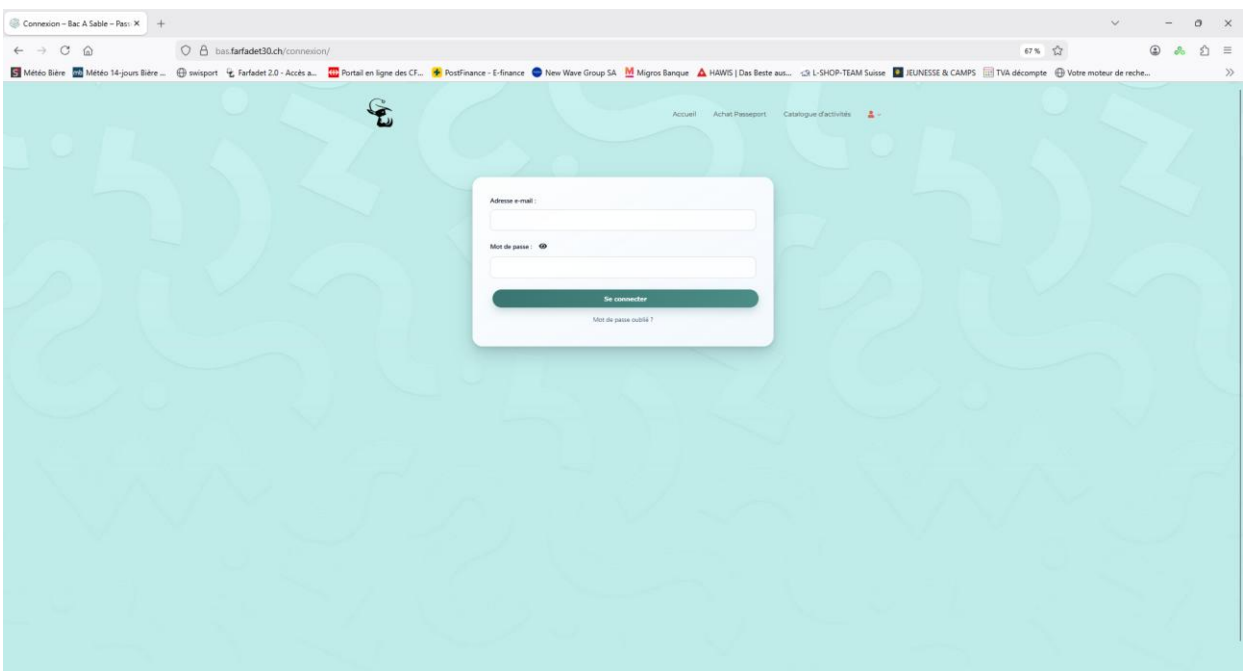 Connexion – Bac A Sable – Pass
bas.farfadet30.ch/connexion/
67 %
Météo Bière
Météo 14-jours Bière ...
swisport
Farfadet 2.0 - Accès a...
Portail en ligne des CF...
PostFinance - E-finance
New Wave Group SA
Migros Banque
HAWIS | Das Beste aus...
L-SHOP-TEAM Suisse
JEUNESSE & CAMPS
TVA décompte
Votre moteur de reche...
Accueil
Achat Passeport
Catalogue d'activités
Adresse e-mail :
Mot de passe :
Se connecter
Mot de passe oublié ?